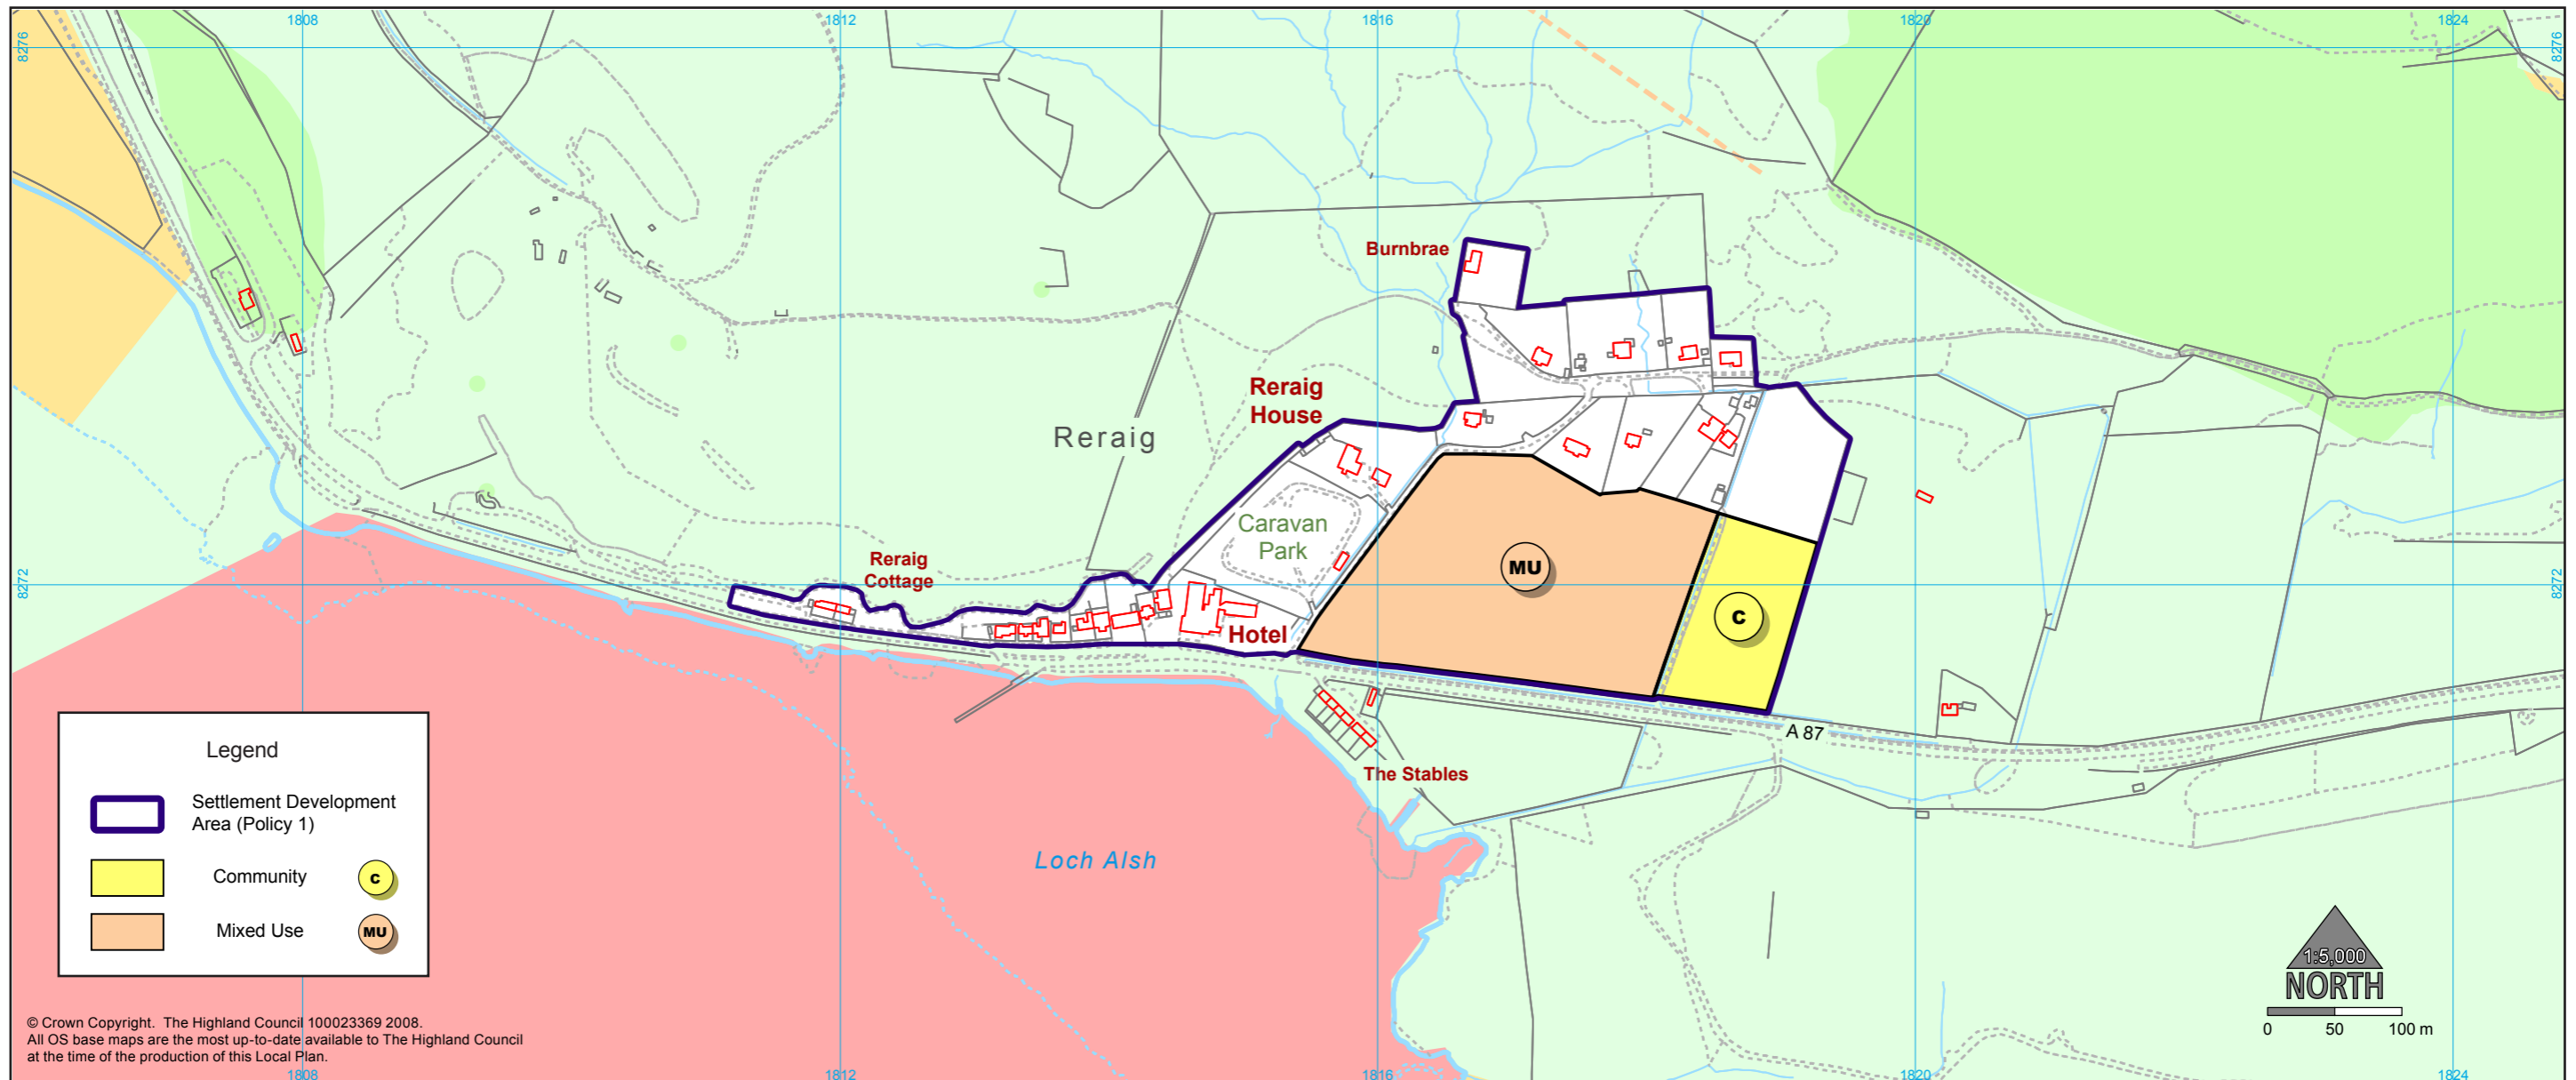 1808
1812
1816
1820
1824
8276
8276
Burnbrae
Reraig
House
Reraig
Caravan
Park
MU
Reraig
Cottage
8272
8272
C
Hotel
A 87
The Stables
Loch Alsh
Legend
Settlement Development
Area (Policy 1)
Community
C
Mixed Use
MU
1:5,000
NORTH
0 50 100 m
© Crown Copyright. The Highland Council 100023369 2008.
All OS base maps are the most up-to-date available to The Highland Council
at the time of the production of this Local Plan.
1808
1812
1816
1820
1824